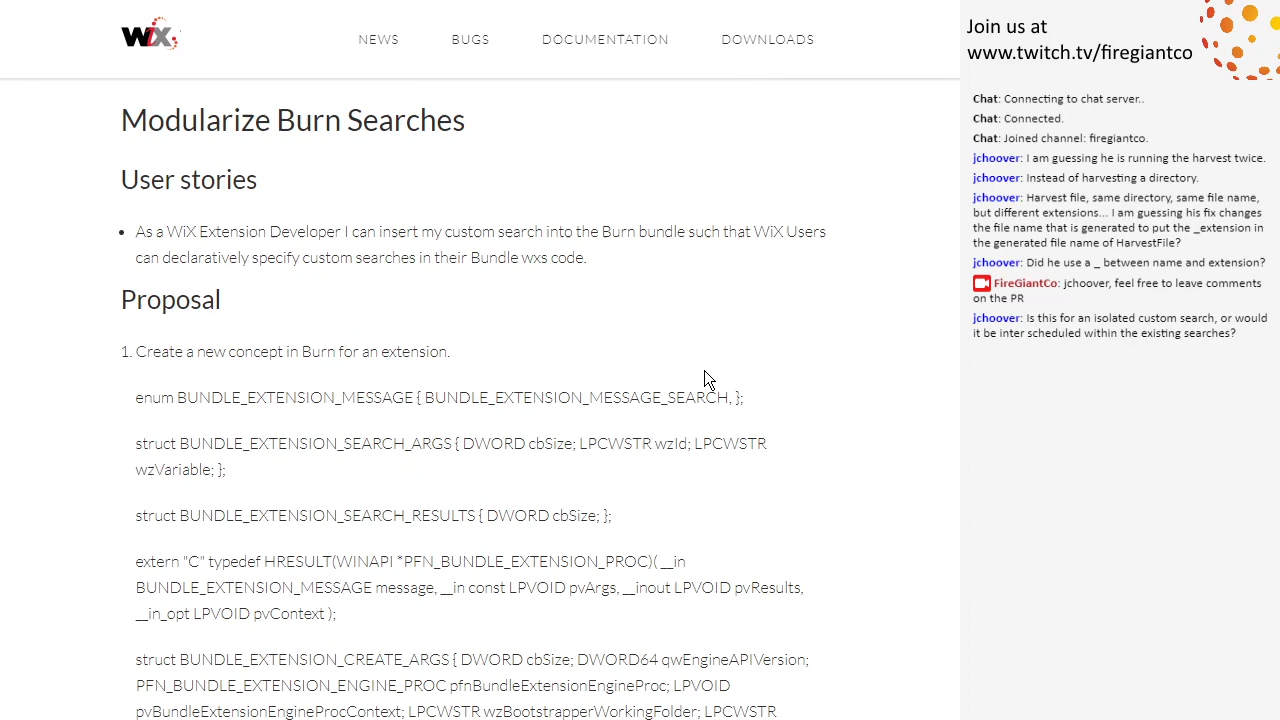 WiX
NEWS
BUGS
DOCUMENTATION
DOWNLOADS
Modularize Burn Searches
User stories
• As a WiX Extension Developer I can insert my custom search into the Burn bundle such that WiX Users
can declaratively specify custom searches in their Bundle wxs code.
Proposal
1. Create a new concept in Burn for an extension.
enum BUNDLE_EXTENSION_MESSAGE { BUNDLE_EXTENSION_MESSAGE_SEARCH, };
struct BUNDLE_EXTENSION_SEARCH_ARGS { DWORD cbSize; LPCWSTR wzId; LPCWSTR
wzVariable; };
struct BUNDLE_EXTENSION_SEARCH_RESULTS { DWORD cbSize; };
extern "C" typedef HRESULT(WINAPI *PFN_BUNDLE_EXTENSION_PROC)( __in
BUNDLE_EXTENSION_MESSAGE message, __in const LPVOID pvArgs, __inout LPVOID pvResults,
__in_opt LPVOID pvContext );
struct BUNDLE_EXTENSION_CREATE_ARGS { DWORD cbSize; DWORD64 qwEngineAPIVersion;
PFN_BUNDLE_EXTENSION_ENGINE_PROC pfnBundleExtensionEngineProc; LPVOID
pvBundleExtensionEngineProcContext; LPCWSTR wzBootstrapperWorkingFolder; LPCWSTR
Join us at
www.twitch.tv/firegiantco
Chat: Connecting to chat server..
Chat: Connected.
Chat: Joined channel: firegiantco.
jchoover: I am guessing he is running the harvest twice.
jchoover: Instead of harvesting a directory.
jchoover: Harvest file, same directory, same file name,
but different extensions... I am guessing his fix changes
the file name that is generated to put the _extension in
the generated file name of HarvestFile?
jchoover: Did he use a _ between name and extension?
FireGiantCo: jchoover, feel free to leave comments
on the PR
jchoover: Is this for an isolated custom search, or would
it be inter scheduled within the existing searches?